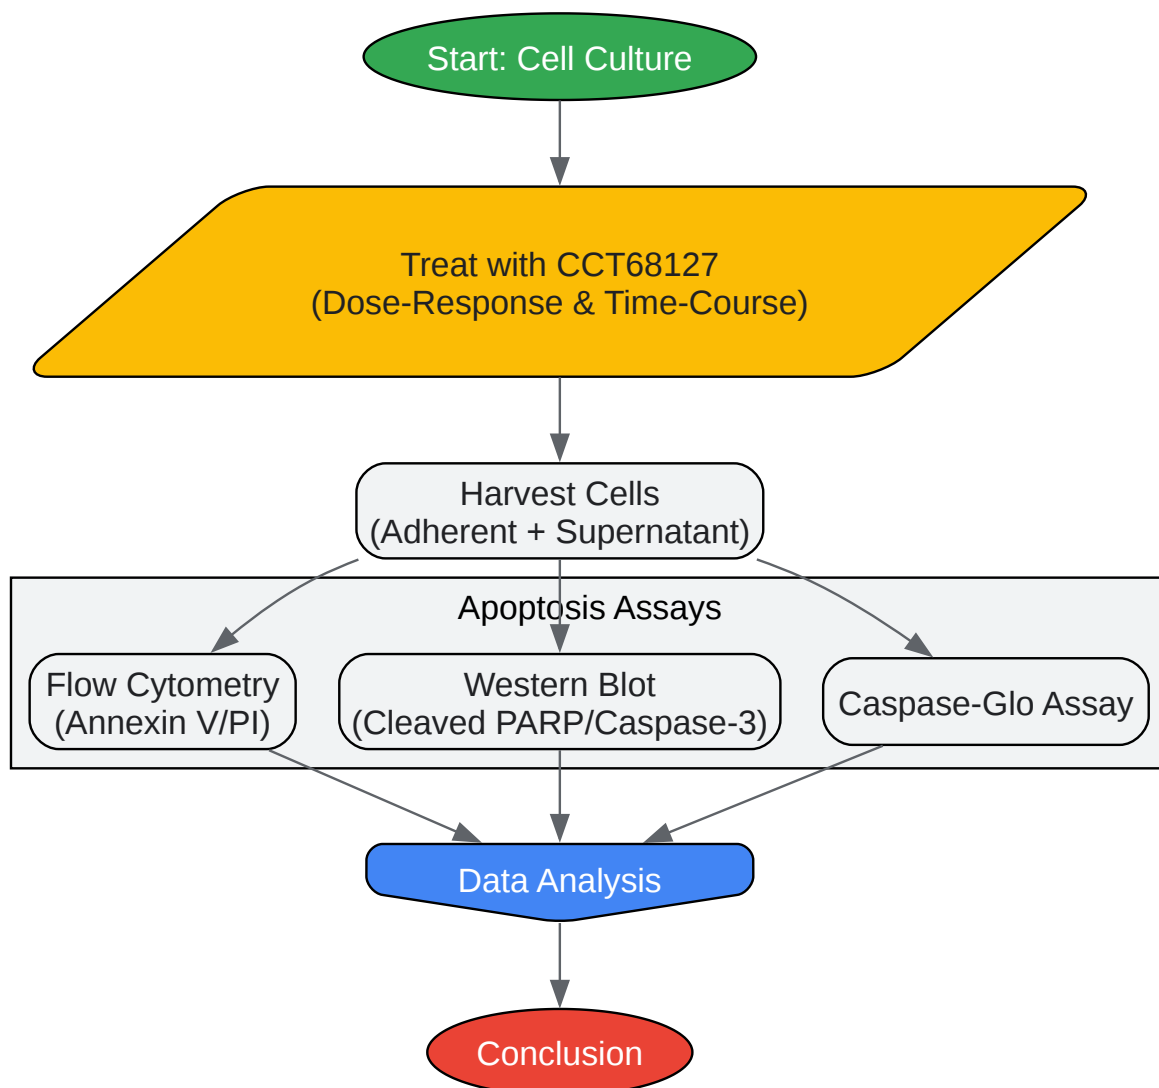 Start: Cell Culture
Treat with CCT68127
(Dose-Response & Time-Course)
Harvest Cells
(Adherent + Supernatant)
Apoptosis Assays
Flow Cytometry
(Annexin V/PI)
Western Blot
(Cleaved PARP/Caspase-3)
Caspase-Glo Assay
Data Analysis
Conclusion